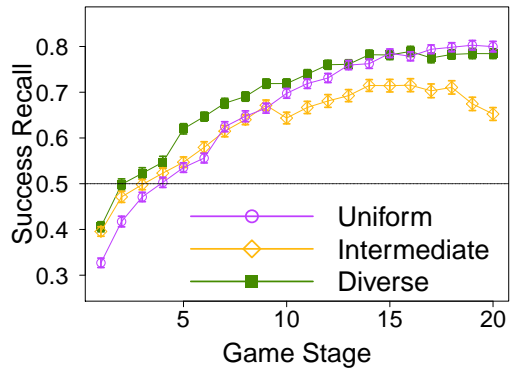 Success Recall
0.8
0.7
0.6
0.5
0.4
0.3
Uniform
Intermediate
Diverse
5
10
15
20
Game Stage